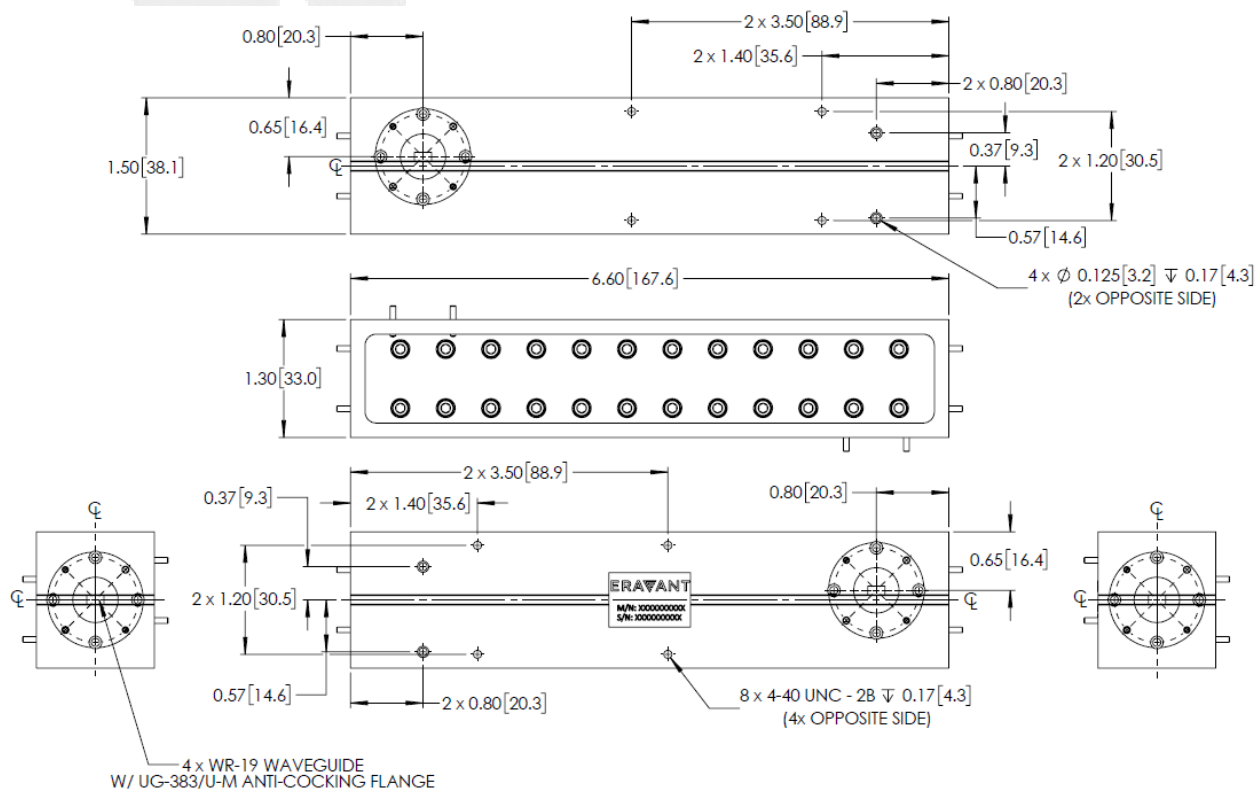 2 x 3.50[88.9]
0.80[20.3]
2 x 1.40[35.6]
2 x 0.80[20.3]
0.65[16.4]
1.50[38.1]
℄
0.37[9.3]
2 x 1.20[30.5]
0.57[14.6]
4 x ⌀ 0.125[3.2] ↧ 0.17[4.3]
(2x OPPOSITE SIDE)
6.60[167.6]
1.30[33.0]
2 x 3.50[88.9]
0.37[9.3]
2 x 1.40[35.6]
0.80[20.3]
℄
℄
0.65[16.4]
2 x 1.20[30.5]
ERAVANT
M/N: XXXXXXXXXX
S/N: XXXXXXXXXX
℄
℄
℄
0.57[14.6]
2 x 0.80[20.3]
8 x 4-40 UNC - 2B ↧ 0.17[4.3]
(4x OPPOSITE SIDE)
4 x WR-19 WAVEGUIDE
W/ UG-383/U-M ANTI-COCKING FLANGE